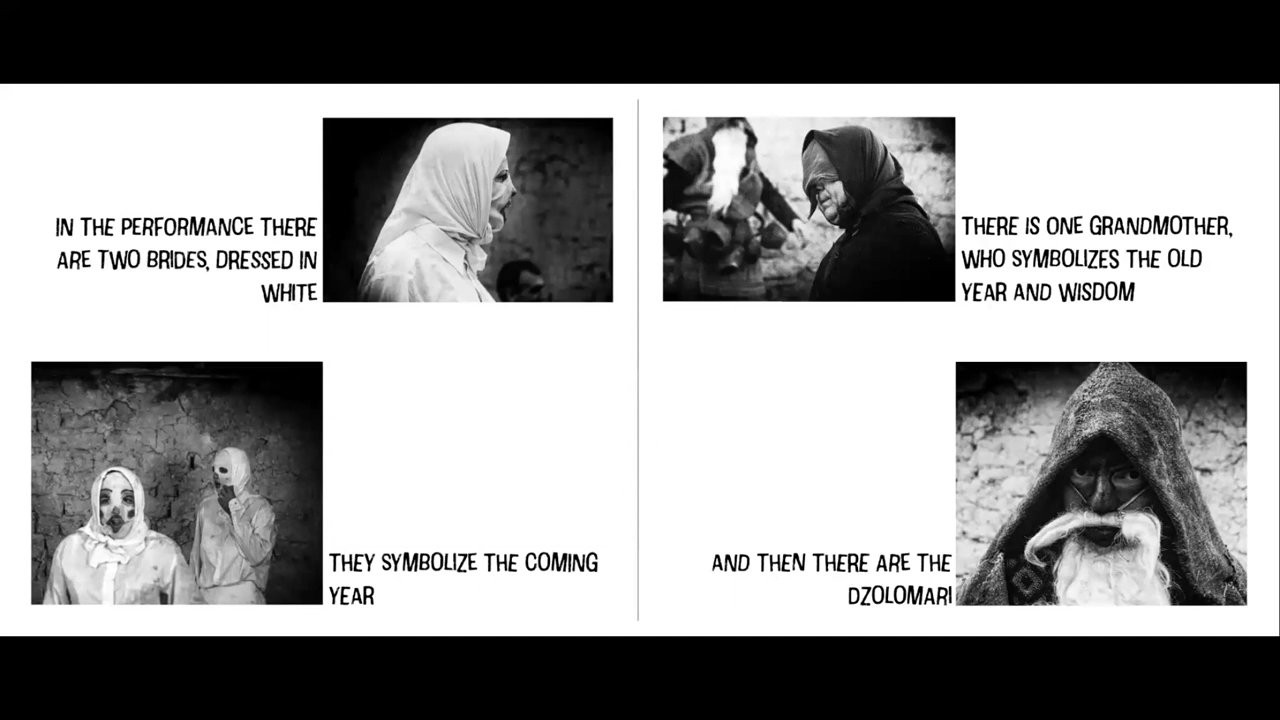 IN THE PERFORMANCE THERE
ARE TWO BRIDES, DRESSED IN
WHITE
THEY SYMBOLIZE THE COMING
YEAR
THERE IS ONE GRANDMOTHER,
WHO SYMBOLIZES THE OLD
YEAR AND WISDOM
AND THEN THERE ARE THE
DZOLOMARI